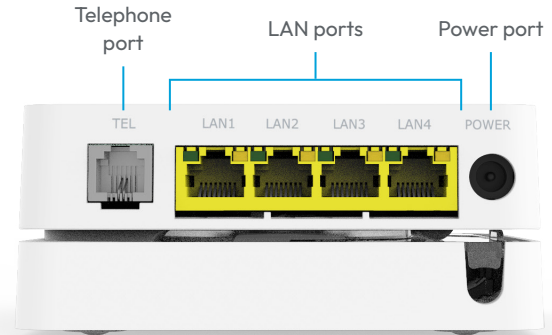 Telephone
port
LAN ports
Power port
TEL
LAN1
LAN2
LAN3
LAN4
POWER